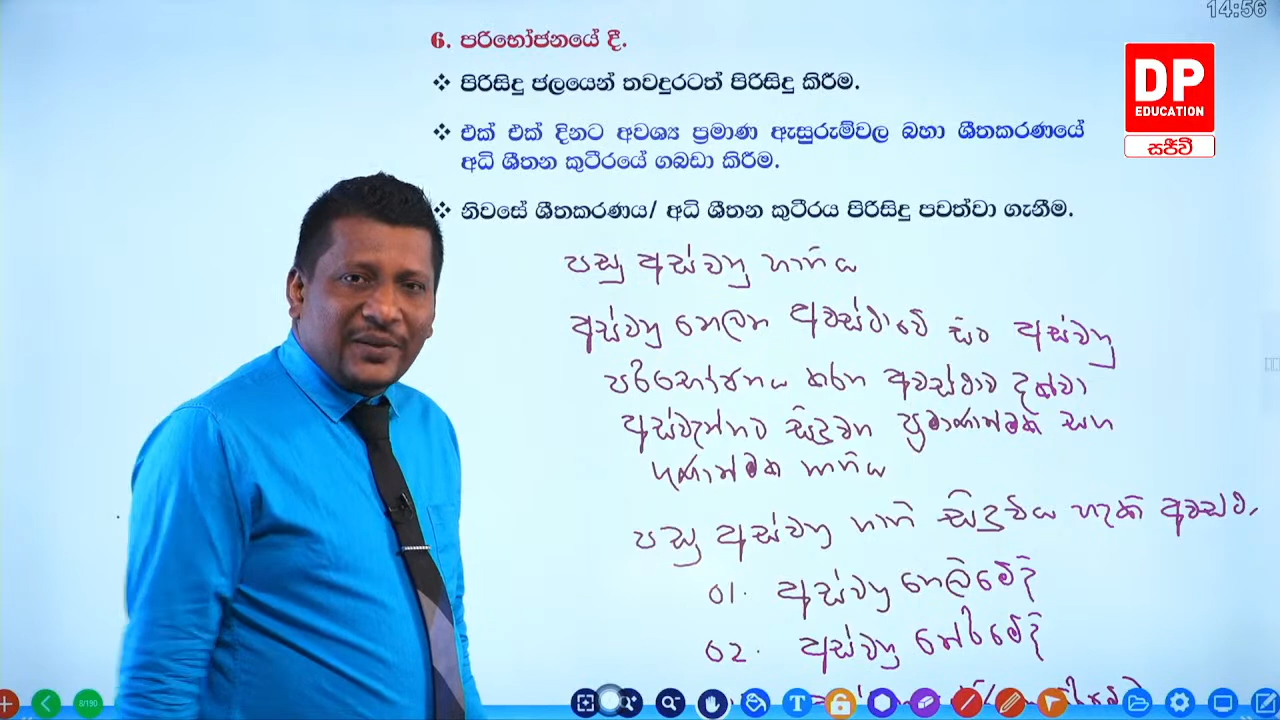 14:56
6. පරිභෝජනයේ දී.
DP
EDUCATION
සජීවී
❖ පිරිසිදු ජලයෙන් තවදුරටත් පිරිසිදු කිරීම.
❖ එක් එක් දිනට අවශ්‍ය ප්‍රමාණ ඇසුරුම්වල බහා ශීතකරණයේ
අධි ශීතන කුටීරයේ ගබඩා කිරීම.
❖ නිවසේ ශීතකරණය/ අධි ශීතන කුටීරය පිරිසිදු පවත්වා ගැනීම.
පසු අස්වනු හානිය
අස්වනු නෙලන අවස්ථාවේ සිට අස්වනු
පරිභෝජනය කරන අවස්ථාව දක්වා
අස්වැන්නට සිදුවන ප්‍රමාණාත්මක සහ
ගුණාත්මක හානිය
පසු අස්වනු හානි සිදුවිය හැකි අවස්ථා
01. අස්වනු නෙලීමේදී
02. අස්වනු තේරීමේදී
8/190